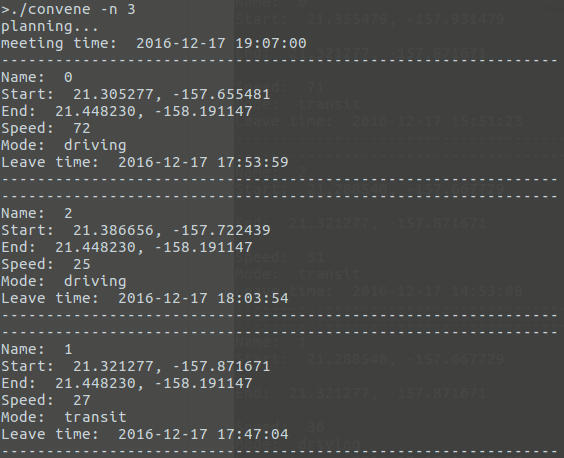 >./convene -n 3
planning...
meeting time:  2016-12-17 19:07:00
--------------------------------------------------------------
Name:  0
Start:  21.305277, -157.655481
End:  21.448230, -158.191147
Speed:  72
Mode:  driving
Leave time:  2016-12-17 17:53:59
--------------------------------------------------------------
--------------------------------------------------------------
Name:  2
Start:  21.386656, -157.722439
End:  21.448230, -158.191147
Speed:  25
Mode:  driving
Leave time:  2016-12-17 18:03:54
--------------------------------------------------------------
--------------------------------------------------------------
Name:  1
Start:  21.321277, -157.871671
End:  21.448230, -158.191147
Speed:  27
Mode:  transit
Leave time:  2016-12-17 17:47:04
--------------------------------------------------------------